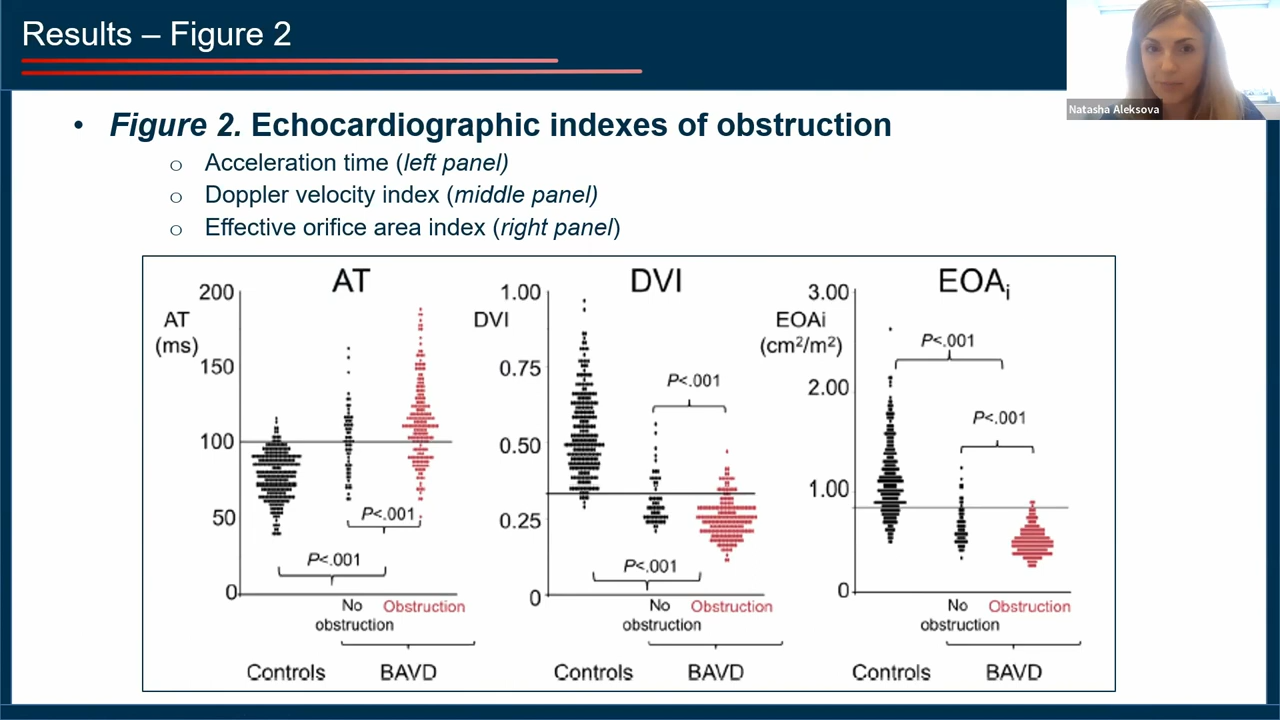 Results – Figure 2
Natasha Aleksova
• Figure 2. Echocardiographic indexes of obstruction
o Acceleration time (left panel)
o Doppler velocity index (middle panel)
o Effective orifice area index (right panel)
AT
200
AT
(ms)
150
100
50
0
P<.001
P<.001
No
obstruction
Obstruction
Controls
BAVD
DVI
1.00
DVI
0.75
0.50
0.25
0
P<.001
P<.001
No
obstruction
Obstruction
Controls
BAVD
EOAi
3.00
EOAi
(cm²/m²)
2.00
1.00
0
P<.001
P<.001
No
obstruction
Obstruction
Controls
BAVD